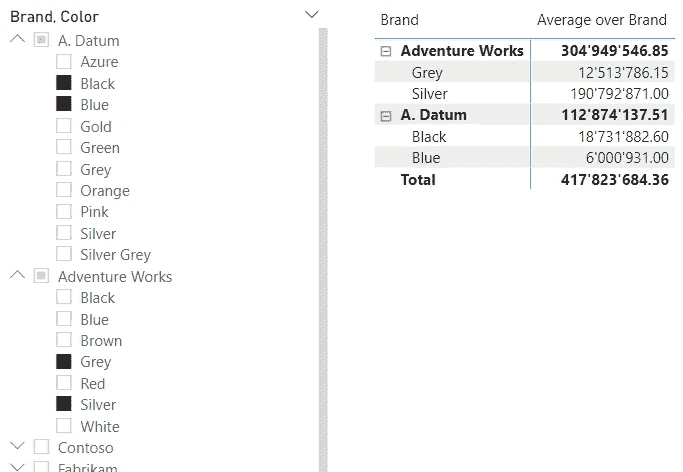 Brand, Color
A. Datum
Azure
Black
Blue
Gold
Green
Grey
Orange
Pink
Silver
Silver Grey
Adventure Works
Black
Blue
Brown
Grey
Red
Silver
White
Contoso
Fabrikam
Brand Average over Brand
Adventure Works 304'949'546.85
Grey 12'513'786.15
Silver 190'792'871.00
A. Datum 112'874'137.51
Black 18'731'882.60
Blue 6'000'931.00
Total 417'823'684.36